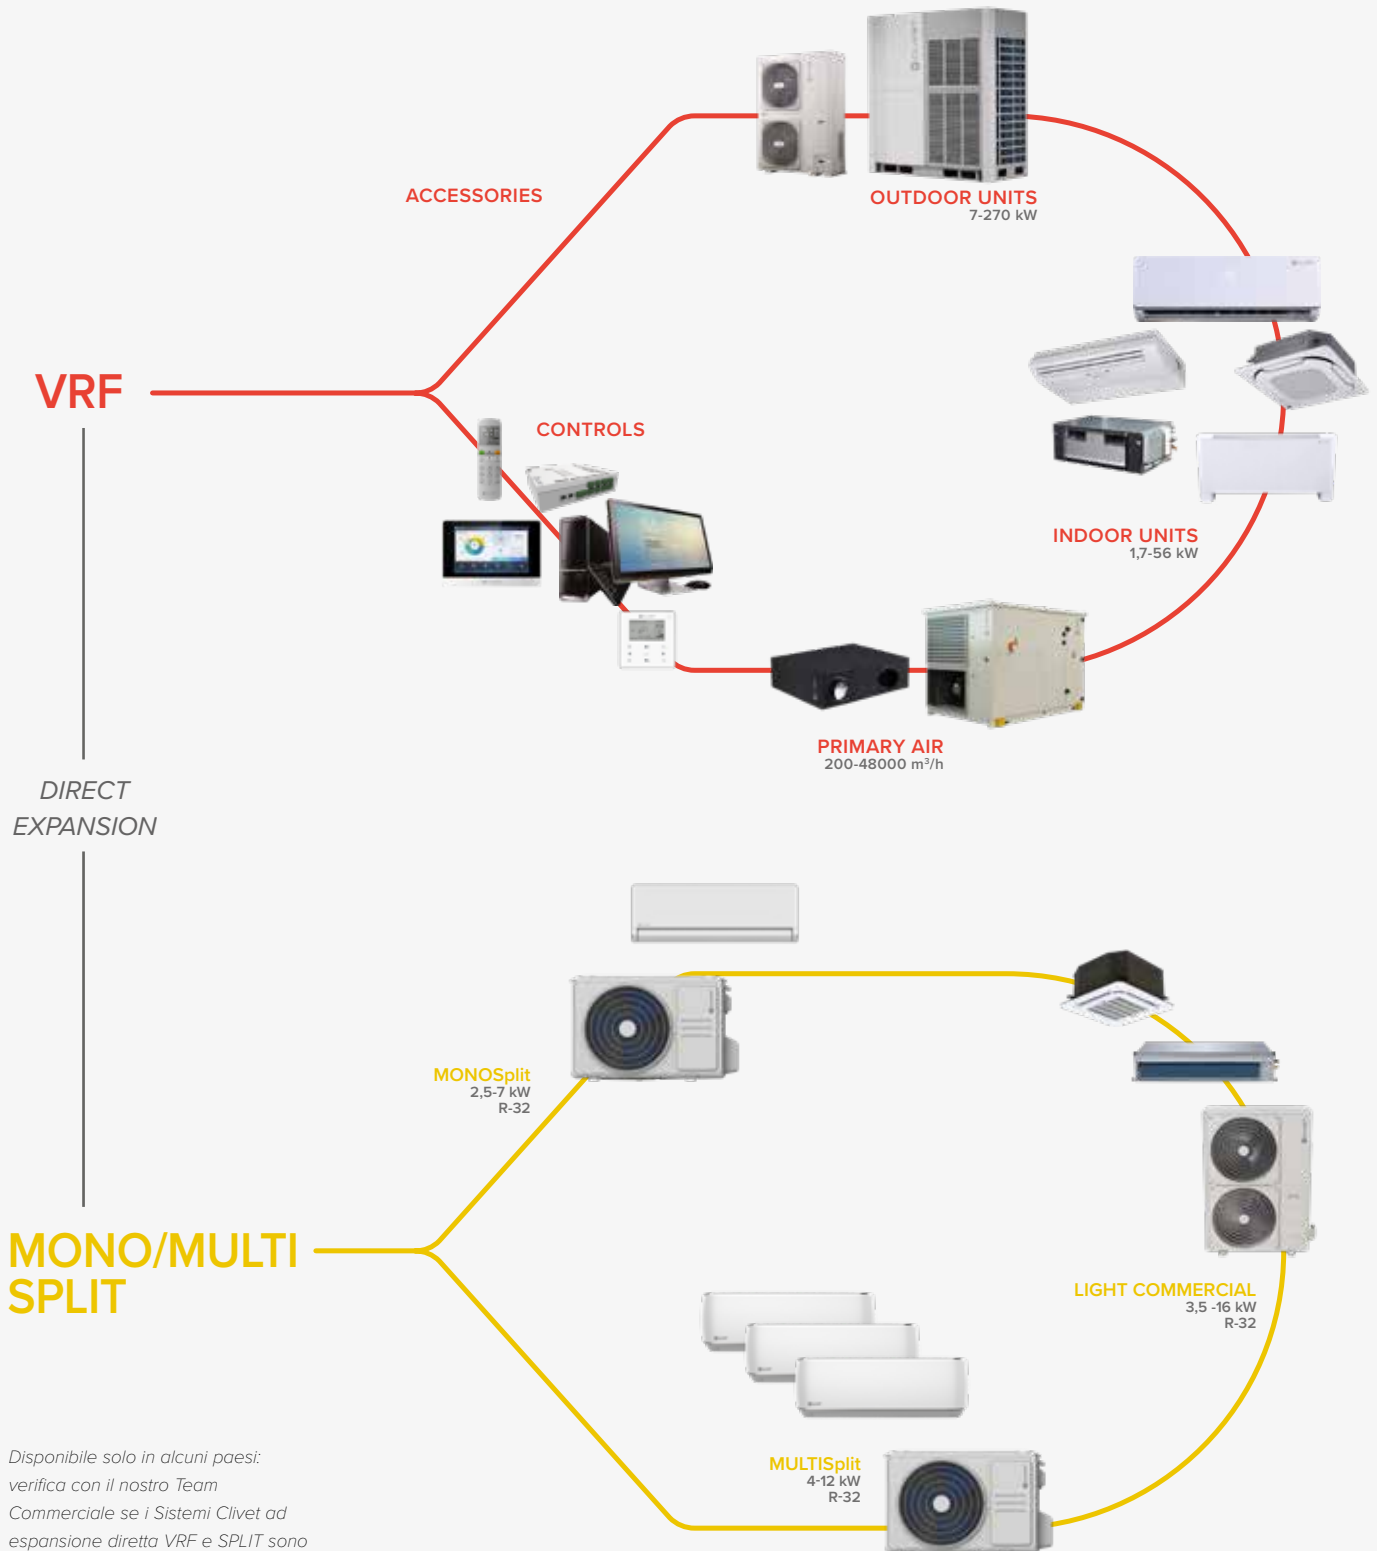 ACCESSORIES
OUTDOOR UNITS
7-270 kW
VRF
CONTROLS
INDOOR UNITS
1,7-56 kW
PRIMARY AIR
200-48000 m³/h
DIRECT
EXPANSION
MONOSplit
2,5-7 kW
R-32
MONO/MULTI
SPLIT
LIGHT COMMERCIAL
3,5 -16 kW
R-32
MULTISplit
4-12 kW
R-32
Disponibile solo in alcuni paesi:
verifica con il nostro Team
Commerciale se i Sistemi Clivet ad
espansione diretta VRF e SPLIT sono